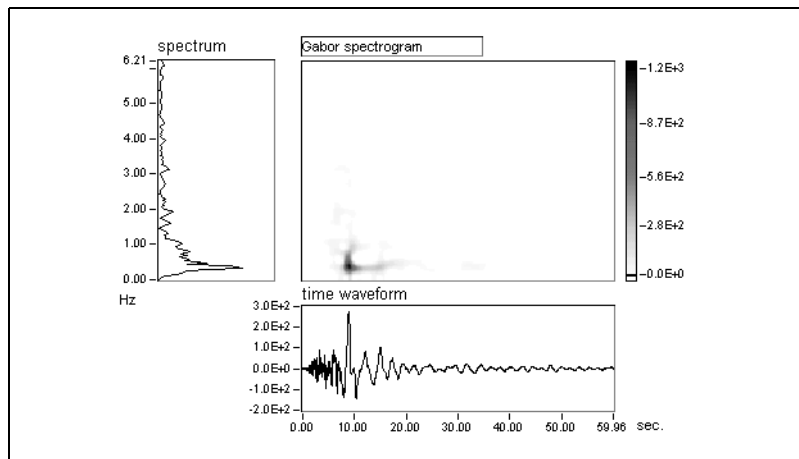 spectrum
Gabor spectrogram
6.21
5.00
4.00
3.00
2.00
1.00
0.00
Hz
1.2E+3
8.7E+2
5.6E+2
2.8E+2
0.0E+0
time waveform
3.0E+2
2.0E+2
1.0E+2
0.0E+0
-1.0E+2
-2.0E+2
0.00
10.00
20.00
30.00
40.00
50.00
59.96
sec.